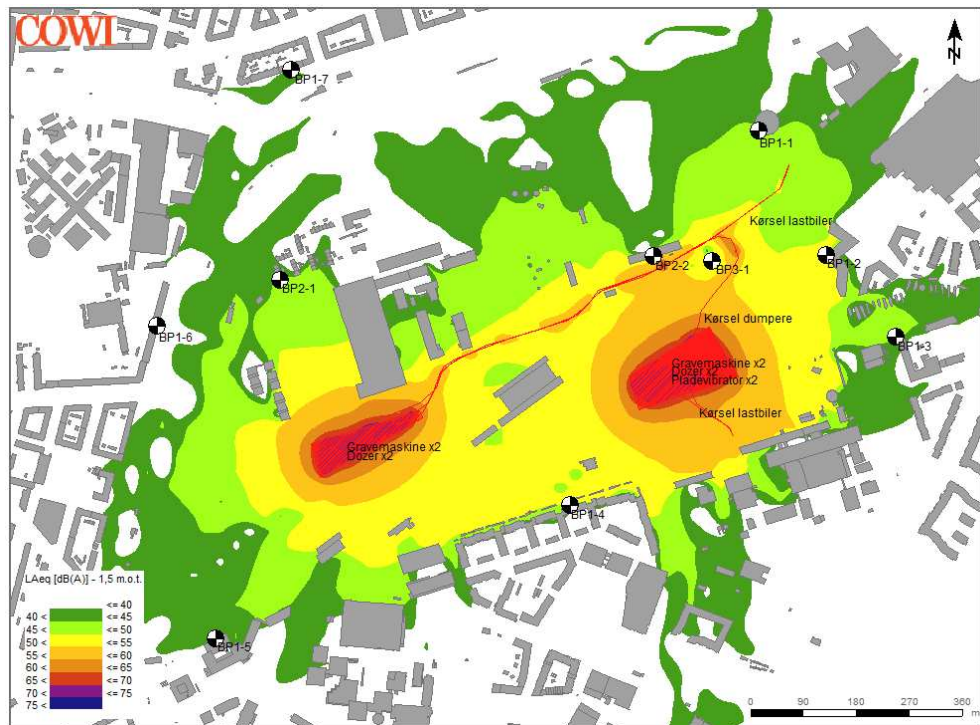 COWI
N
BP1-7
BP1-1
Kørsel lastbiler
BP2-2
BP3-1
BP1-2
BP2-1
Kørsel dumpere
BP1-6
BP1-3
Gravemaskine x2
Dozer x2
Pladevibrator x2
Kørsel lastbiler
Gravemaskine x2
Dozer x2
BP1-4
LAeq [dB(A)] - 1,5 m.o.t.
<= 40
40 < <= 45
45 < <= 50
50 < <= 55
55 < <= 60
60 < <= 65
65 < <= 70
70 < <= 75
75 <
BP1-5
0 90 180 270 360
m